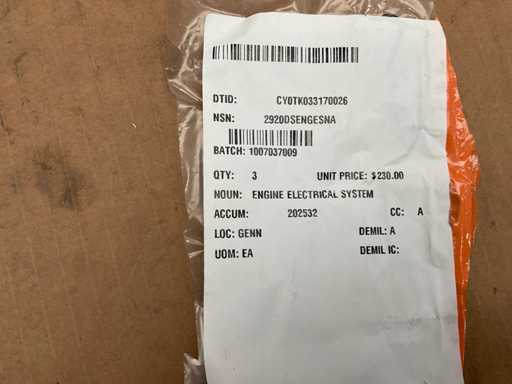 DTID: CY0TK033170026
NSN: 2920DSENGESNA
BATCH: 1007037009
QTY: 3 UNIT PRICE: $230.00
NOUN: ENGINE ELECTRICAL SYSTEM
ACCUM: 202532 CC: A
LOC: GENN DEMIL: A
UOM: EA DEMIL IC: